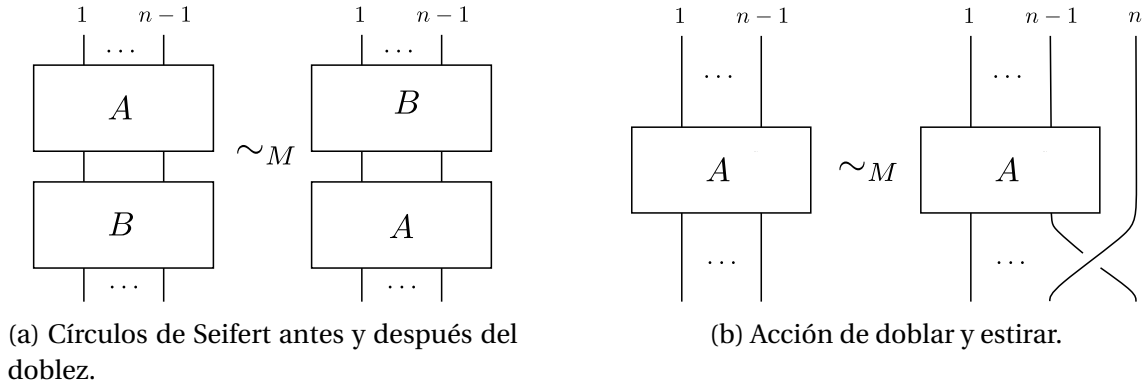 1 n − 1
⋯
A
B
⋯
∼M
1 n − 1
⋯
B
A
⋯
(a) Círculos de Seifert antes y después del
doblez.
1 n − 1
⋯
A
⋯
∼M
1 n − 1 n
⋯
A
⋯
(b) Acción de doblar y estirar.